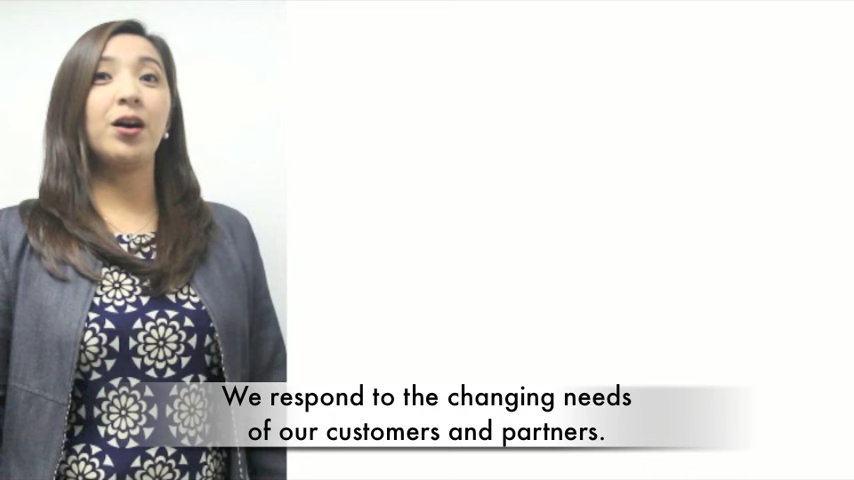 We respond to the changing needs
of our customers and partners.